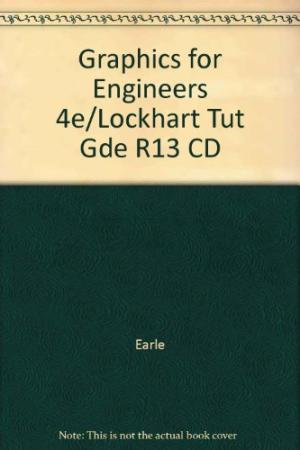 Graphics for
Engineers
4e/Lockhart Tut
Gde R13 CD
Earle
Note: This is not the actual book cover